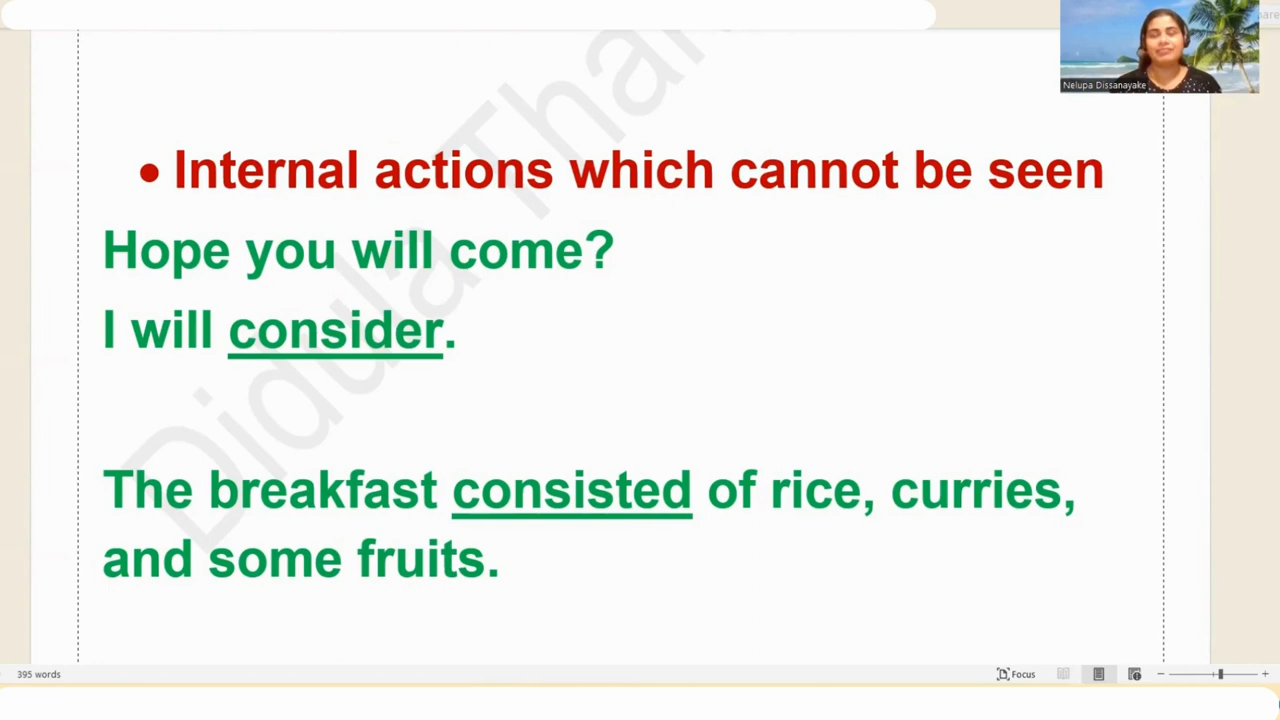 Nelupa Dissanayake
• Internal actions which cannot be seen
Hope you will come?
I will consider.
The breakfast consisted of rice, curries,
and some fruits.
Didula
395 words
Focus